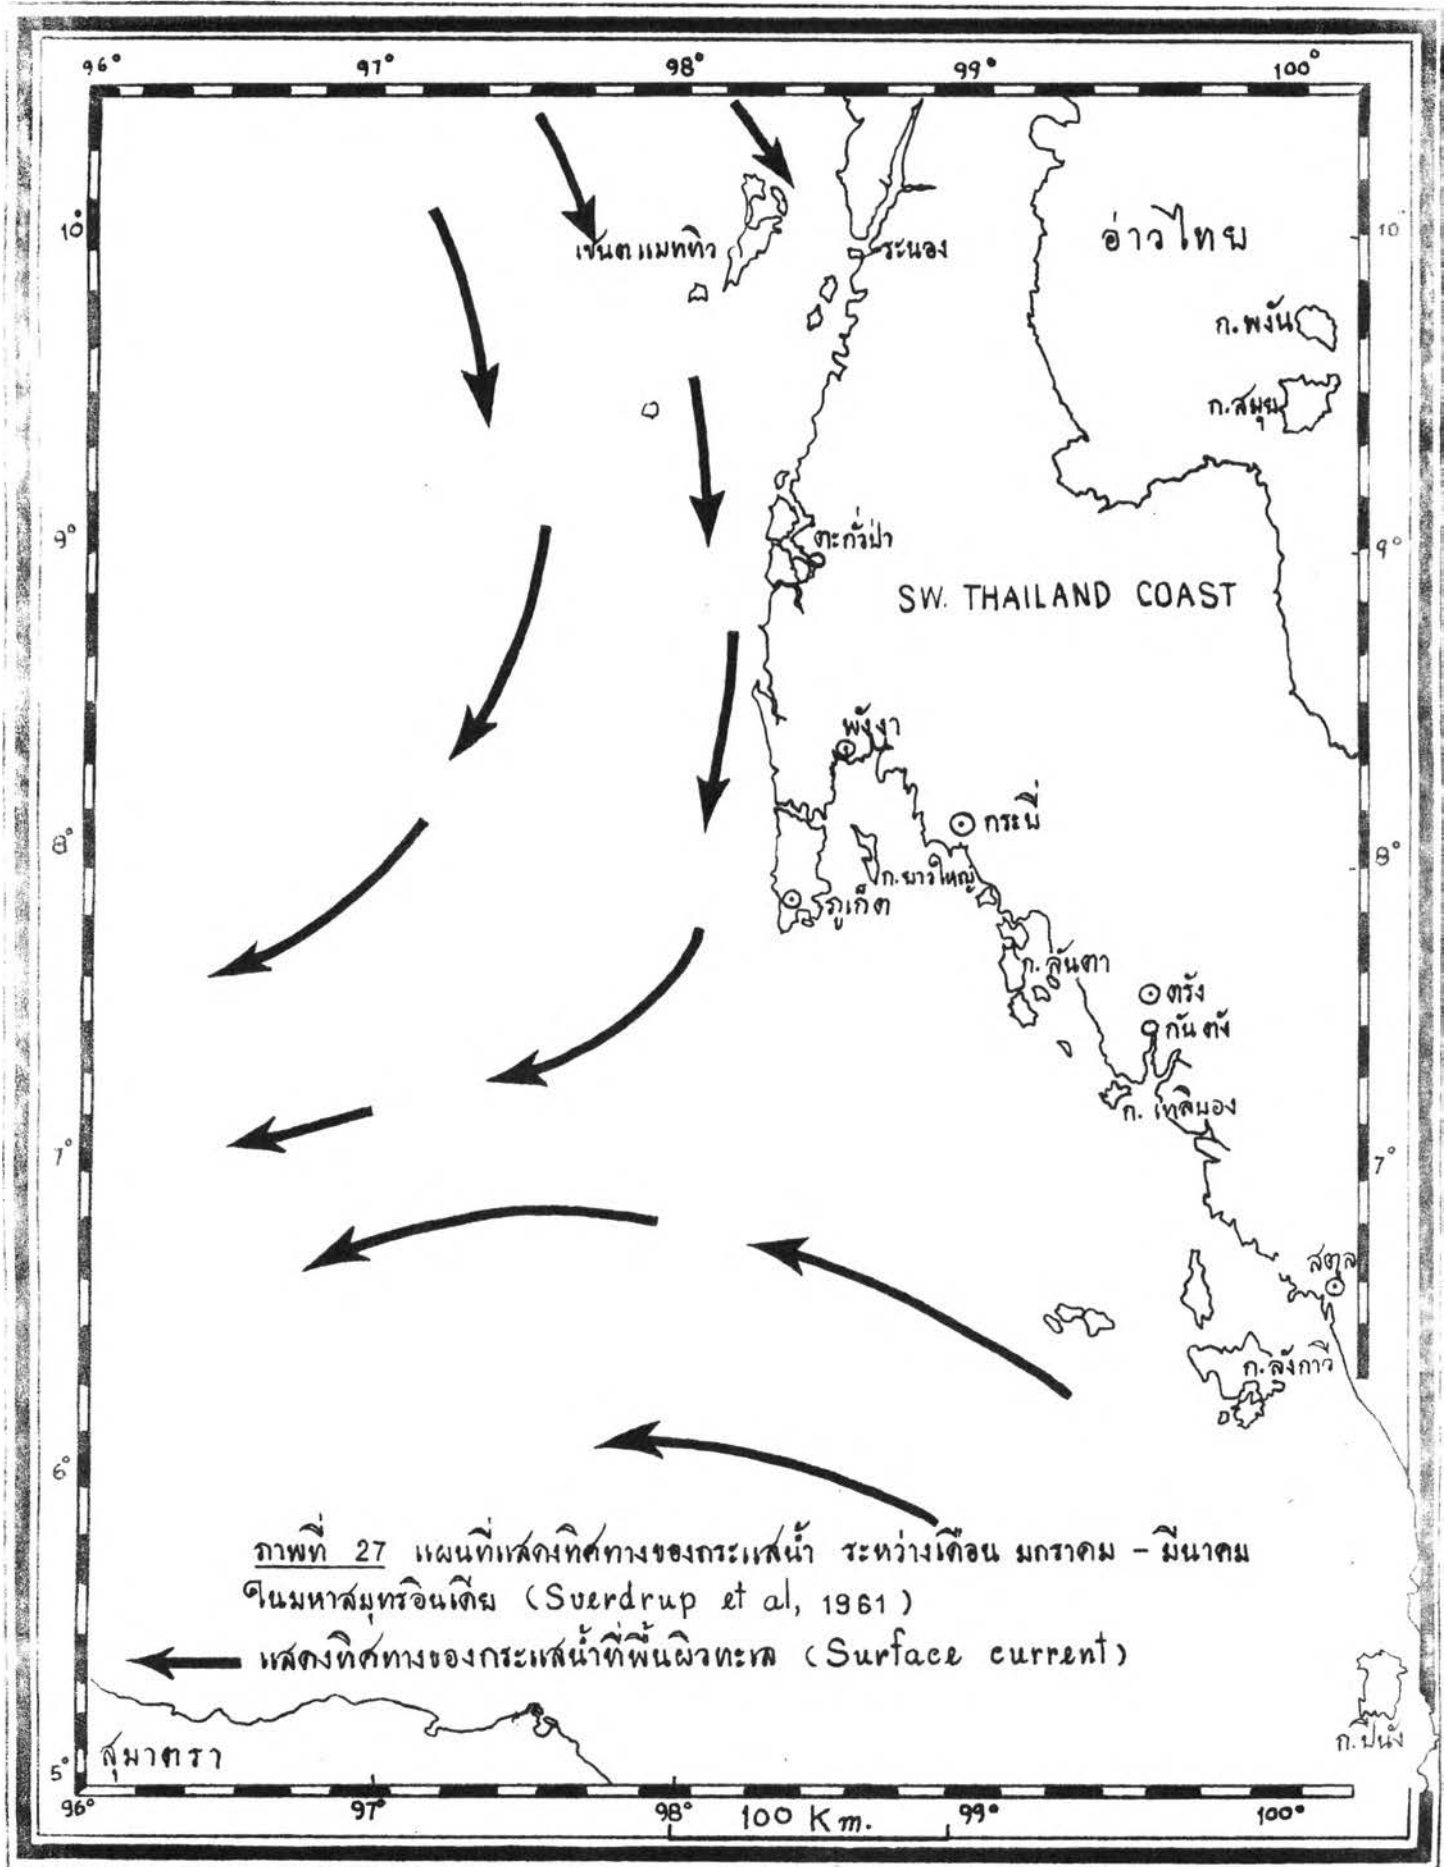 96° 97° 98° 99° 100°
10° เซนตแมททิว ระนอง อ่าวไทย 10°
ก.พงัน
ก.สมุย
9° ตะกั่วป่า 9°
SW. THAILAND COAST
พังงา
8° กระบี่ 8°
ก.ยาวใหญ่
ภูเก็ต
ก.ลันตา
ตรัง
กันตัง
ก. เทลิบอง
7° 7°
สตูล
ก.ลังกาวี
6°
ภาพที่ 27 แผนที่แสดงทิศทางของกระแสน้ำ ระหว่างเดือน มกราคม - มีนาคม
ในมหาสมุทรอินเดีย (Sverdrup et al, 1961)
แสดงทิศทางของกระแสน้ำที่พื้นผิวทะเล (Surface current)
ก.ปีนัง
5° สุมาตรา
96° 97° 98° 99° 100°
100 Km.